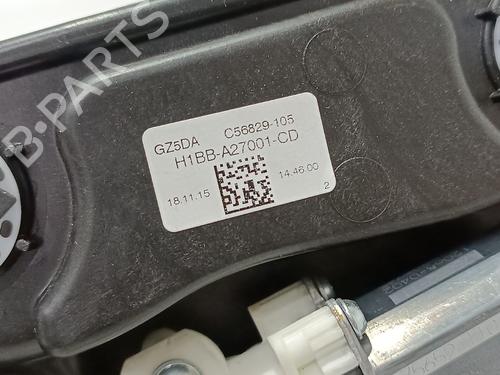 B-PARTS
GZ5DA C56829-105
H1BB-A27001-CD
18.11.15 14.46.00
2